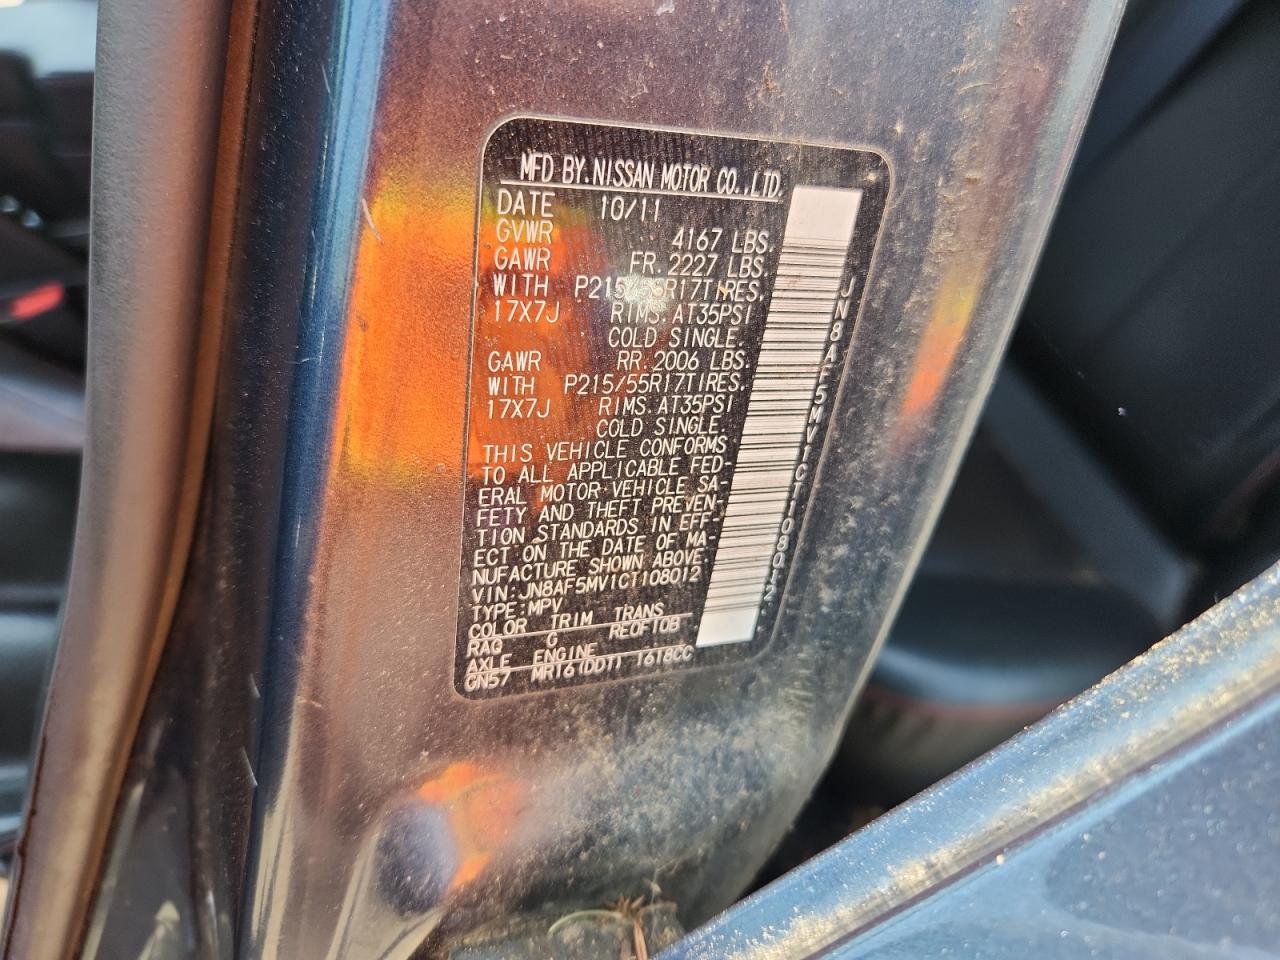 MFD BY.NISSAN MOTOR CO.,LTD.
DATE 10/11
GVWR 4167 LBS.
GAWR FR.2227 LBS.
WITH P215/55R17TIRES.
17X7J RIMS.AT35PSI
COLD SINGLE.
GAWR RR.2006 LBS.
WITH P215/55R17TIRES.
17X7J RIMS.AT35PSI
COLD SINGLE.
THIS VEHICLE CONFORMS
TO ALL APPLICABLE FED-
ERAL MOTOR VEHICLE SA-
FETY AND THEFT PREVEN-
TION STANDARDS IN EFF-
ECT ON THE DATE OF MA-
NUFACTURE SHOWN ABOVE.
VIN:JN8AF5MV1CT108012
TYPE:MPV
COLOR TRIM TRANS
RAQ G RE0F10B
AXLE ENGINE
GN57 MR16(DDT) 1618CC
JN8AF5MV1CT108012